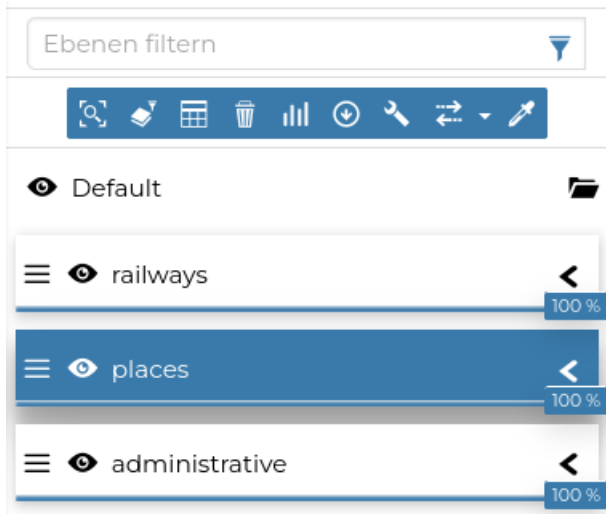 Ebenen filtern
Default
railways
100 %
places
100 %
administrative
100 %